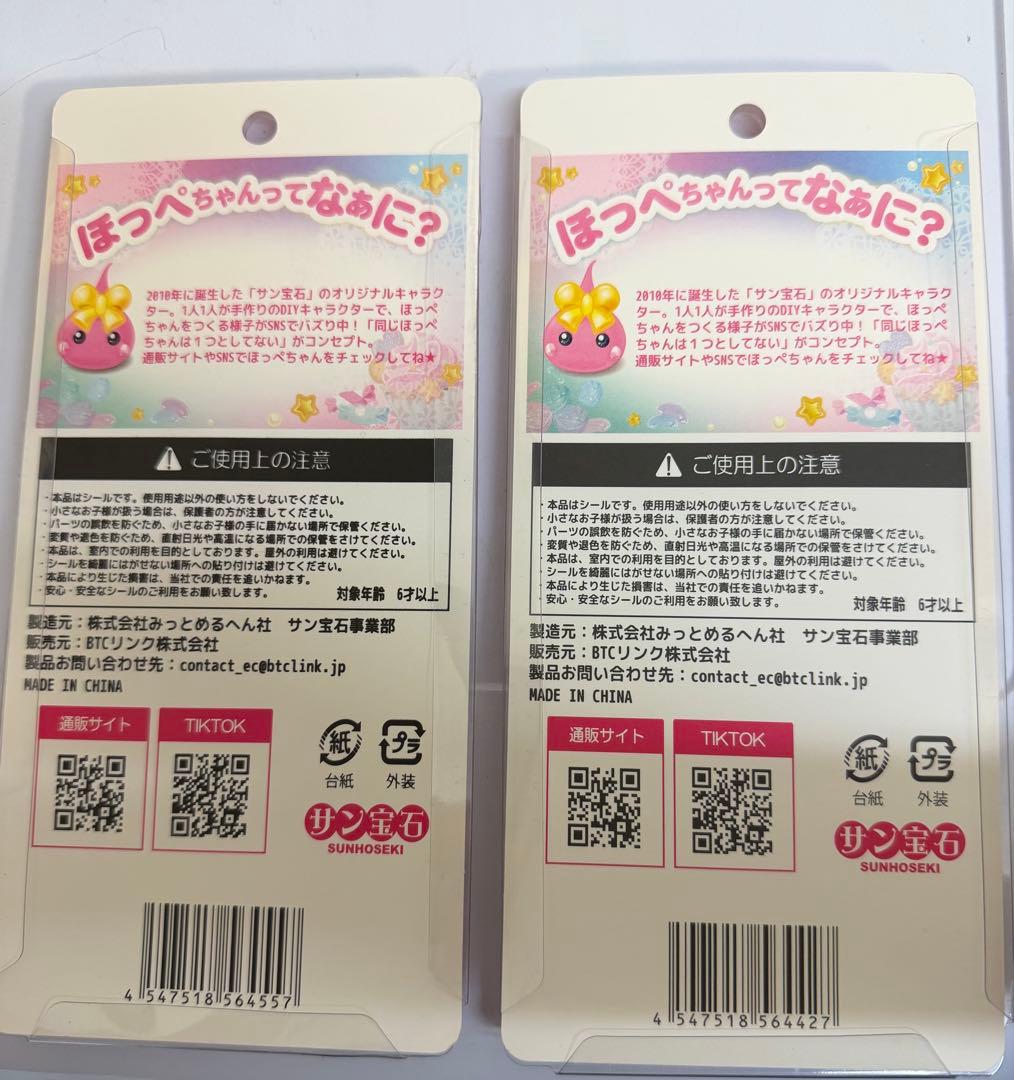 ほっぺちゃんってなぁに?
2010年に誕生した「サン宝石」のオリジナルキャラク
ター。1人1人が手作りのDIYキャラクターで、ほっぺ
ちゃんをつくる様子がSNSでバズり中!「同じほっぺ
ちゃんは1つとしてない」がコンセプト。
通販サイトやSNSでほっぺちゃんをチェックしてね★
ご使用上の注意
・本品はシールです。使用用途以外の使い方をしないでください。
・小さなお子様が扱う場合は、保護者の方が注意してください。
・パーツの誤飲を防ぐため、小さなお子様の手に届かない場所で保管ください。
・変質や退色を防ぐため、直射日光や高温になる場所での保管をさけてください。
・本品は、室内での利用を目的としております。屋外の利用は避けてください。
・シールを綺麗にはがせない場所への貼り付けは避けてください。
・本品により生じた損害は、当社での責任を追いかねます。
・安心・安全なシールのご利用をお願い致します。
対象年齢 6才以上
製造元:株式会社みっとめるへん社 サン宝石事業部
販売元:BTCリンク株式会社
製品お問い合わせ先:contact_ec@btclink.jp
MADE IN CHINA
通販サイト
TIKTOK
紙
プラ
台紙
外装
サン宝石
SUNHOSEKI
4 547518 564557
ほっぺちゃんってなぁに?
2010年に誕生した「サン宝石」のオリジナルキャラク
ター。1人1人が手作りのDIYキャラクターで、ほっぺ
ちゃんをつくる様子がSNSでバズり中!「同じほっぺ
ちゃんは1つとしてない」がコンセプト。
通販サイトやSNSでほっぺちゃんをチェックしてね★
ご使用上の注意
・本品はシールです。使用用途以外の使い方をしないでください。
・小さなお子様が扱う場合は、保護者の方が注意してください。
・パーツの誤飲を防ぐため、小さなお子様の手に届かない場所で保管ください。
・変質や退色を防ぐため、直射日光や高温になる場所での保管をさけてください。
・本品は、室内での利用を目的としております。屋外の利用は避けてください。
・シールを綺麗にはがせない場所への貼り付けは避けてください。
・本品により生じた損害は、当社での責任を追いかねます。
・安心・安全なシールのご利用をお願い致します。
対象年齢 6才以上
製造元:株式会社みっとめるへん社 サン宝石事業部
販売元:BTCリンク株式会社
製品お問い合わせ先:contact_ec@btclink.jp
MADE IN CHINA
通販サイト
TIKTOK
紙
プラ
台紙
外装
サン宝石
SUNHOSEKI
4 547518 564427